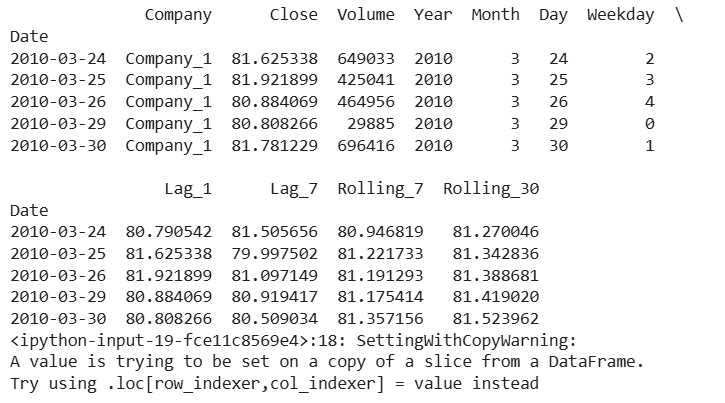 Company Close Volume Year Month Day Weekday \
Date
2010-03-24 Company_1 81.625338 649033 2010 3 24 2
2010-03-25 Company_1 81.921899 425041 2010 3 25 3
2010-03-26 Company_1 80.884069 464956 2010 3 26 4
2010-03-29 Company_1 80.808266 29885 2010 3 29 0
2010-03-30 Company_1 81.781229 696416 2010 3 30 1
Lag_1 Lag_7 Rolling_7 Rolling_30
Date
2010-03-24 80.790542 81.505656 80.946819 81.270046
2010-03-25 81.625338 79.997502 81.221733 81.342836
2010-03-26 81.921899 81.097149 81.191293 81.388681
2010-03-29 80.884069 80.919417 81.175414 81.419020
2010-03-30 80.808266 80.509034 81.357156 81.523962
<ipython-input-19-fce11c8569e4>:18: SettingWithCopyWarning:
A value is trying to be set on a copy of a slice from a DataFrame.
Try using .loc[row_indexer,col_indexer] = value instead